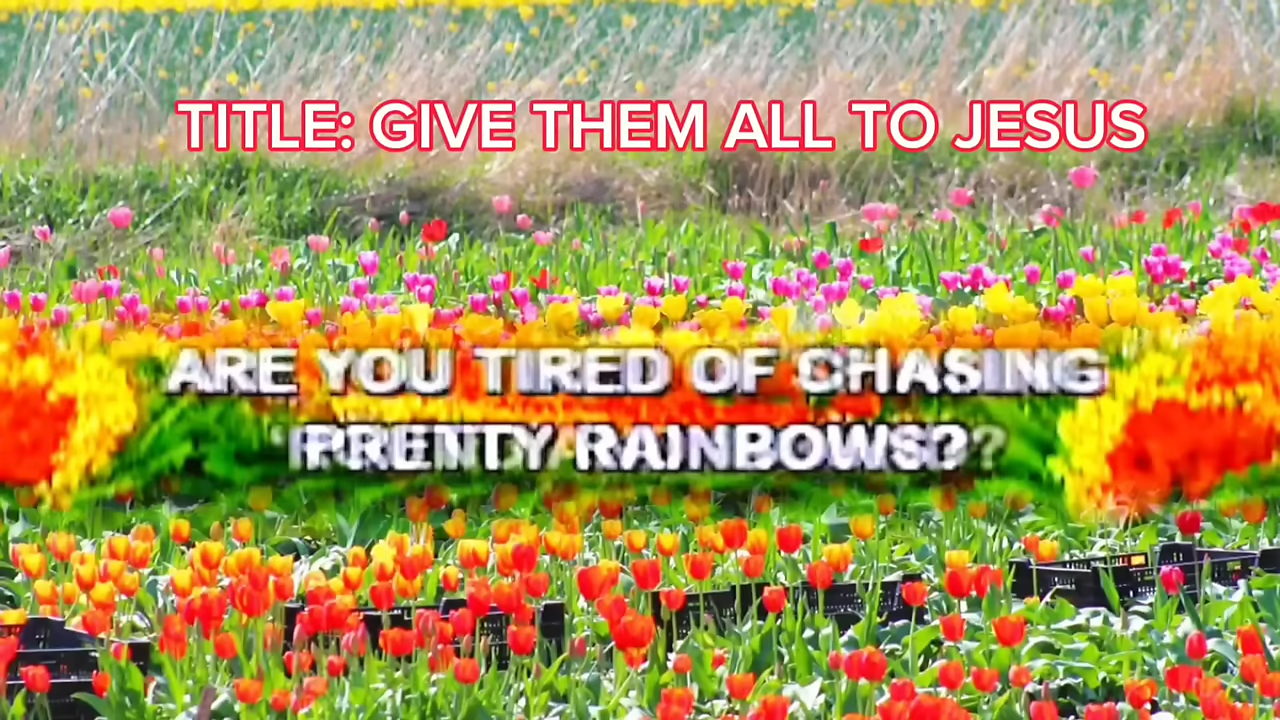 TITLE: GIVE THEM ALL TO JESUS
ARE YOU TIRED OF CHASING
PRETTY RAINBOWS?